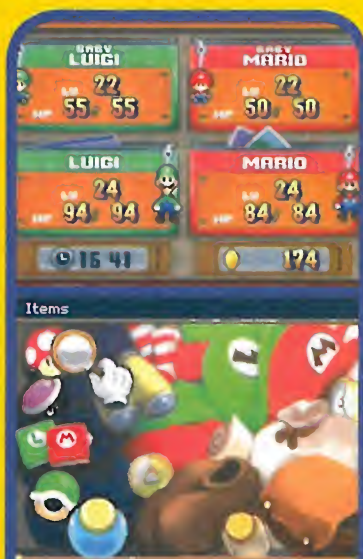 BABY LUIGI
BABY MARIO
LV 22
LV 22
HP 55/55
HP 50/50
LUIGI
MARIO
LV 24
LV 24
HP 94/94
HP 84/84
16 41
174
Items
L
M
L
M